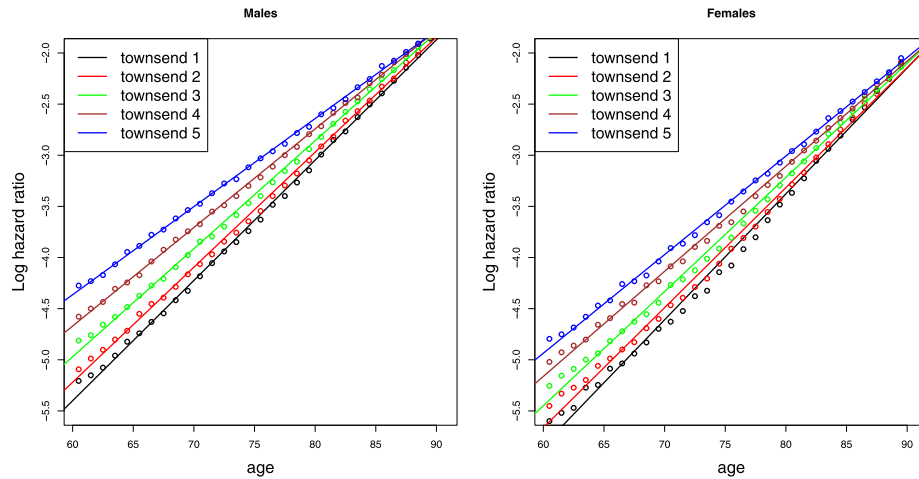 Males
Log hazard ratio
-2.0
-2.5
-3.0
-3.5
-4.0
-4.5
-5.0
-5.5
townsend 1
townsend 2
townsend 3
townsend 4
townsend 5
60 65 70 75 80 85 90
age
Females
Log hazard ratio
-2.0
-2.5
-3.0
-3.5
-4.0
-4.5
-5.0
-5.5
townsend 1
townsend 2
townsend 3
townsend 4
townsend 5
60 65 70 75 80 85 90
age